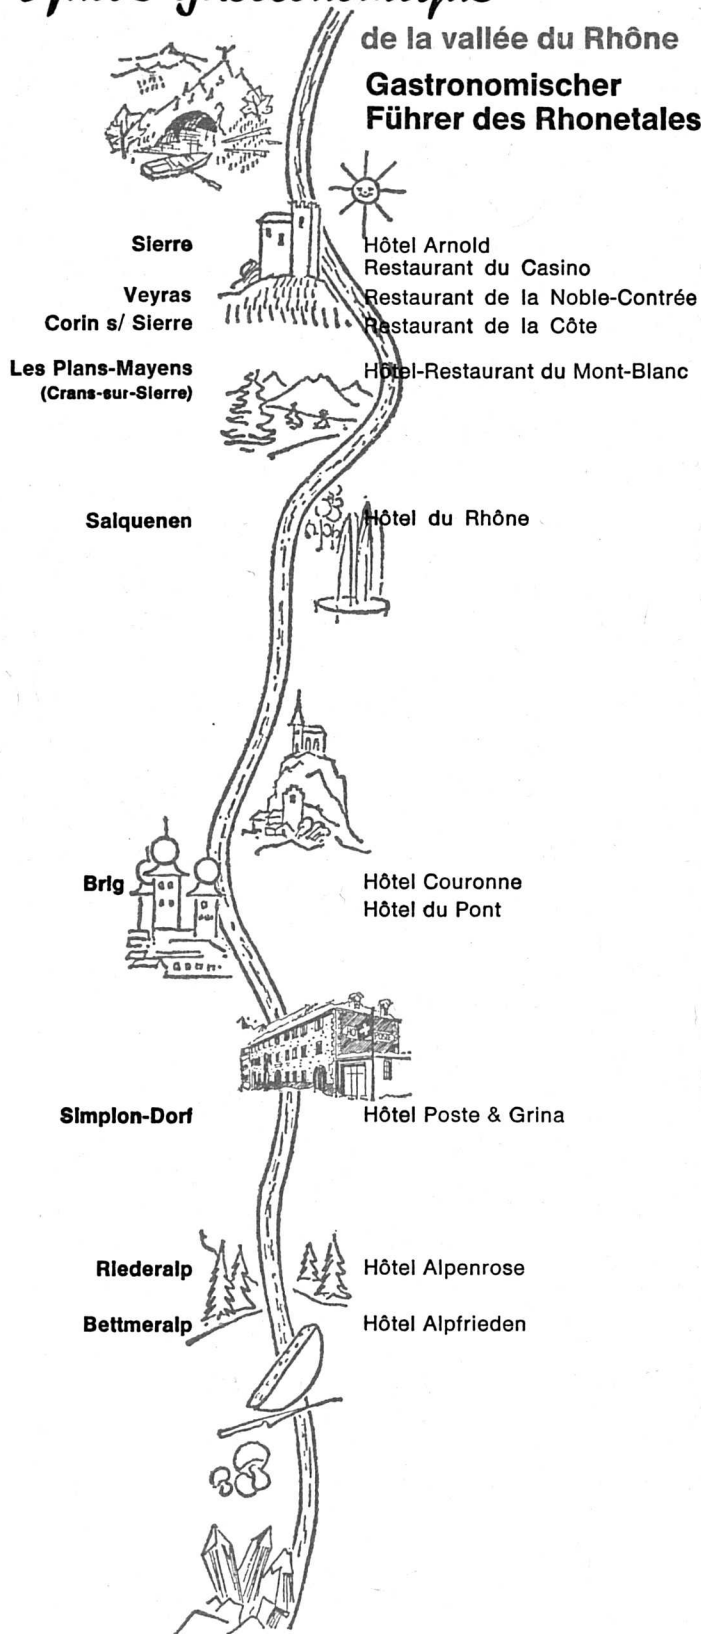 gastronomique
de la vallée du Rhône
Gastronomischer
Führer des Rhonetales
Sierre Hôtel Arnold
Restaurant du Casino
Veyras Restaurant de la Noble-Contrée
Corin s/ Sierre Restaurant de la Côte
Les Plans-Mayens Hôtel-Restaurant du Mont-Blanc
(Crans-sur-Sierre)
Salquenen Hôtel du Rhône
Brig Hôtel Couronne
Hôtel du Pont
Simplon-Dorf Hôtel Poste & Grina
Riederalp Hôtel Alpenrose
Bettmeralp Hôtel Alpfrieden